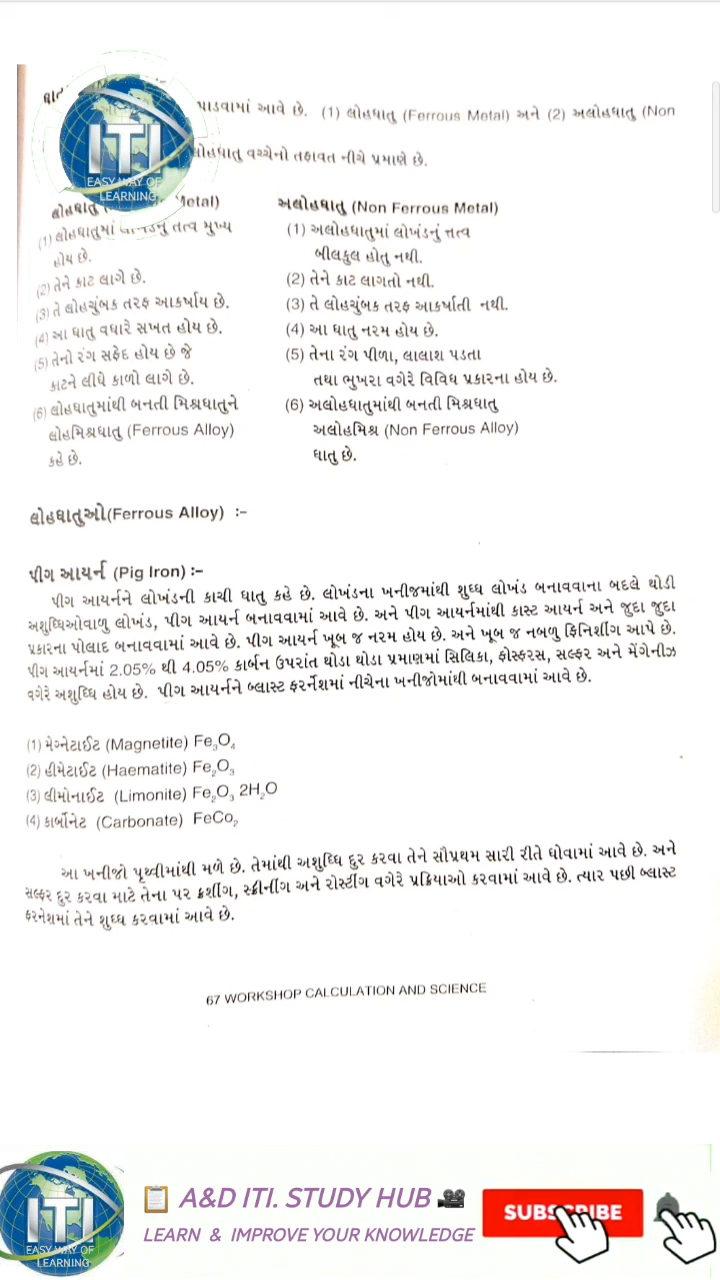 પાડવામાં આવે છે. (1) લોહધાતુ (Ferrous Metal) અને (2) અલોહધાતુ (Non
લોહધાતુ વચ્ચેનો તફાવત નીચે પ્રમાણે છે.
ITI
EASY WAY OF
LEARNING
લોહધાતુ Metal)
(1) લોહધાતુમાં તત્વ મુખ્ય
હોય છે.
(2) તેને કાટ લાગે છે.
(3) તે લોહચુંબક તરફ આકર્ષાય છે.
(4) આ ધાતુ વધારે સખત હોય છે.
(5) તેનો રંગ સફેદ હોય છે જે
કાટને લીધે કાળો લાગે છે.
(6) લોહધાતુમાંથી બનતી મિશ્રધાતુને
લોહમિશ્રધાતુ (Ferrous Alloy)
કહે છે.
અલોહધાતુ (Non Ferrous Metal)
(1) અલોહધાતુમાં લોખંડનું તત્ત્વ
બીલકુલ હોતુ નથી.
(2) તેને કાટ લાગતો નથી.
(3) તે લોહચુંબક તરફ આકર્ષાતી નથી.
(4) આ ધાતુ નરમ હોય છે.
(5) તેના રંગ પીળા, લાલાશ પડતા
તથા ભુખરા વગેરે વિવિધ પ્રકારના હોય છે.
(6) અલોહધાતુમાંથી બનતી મિશ્રધાતુ
અલોહમિશ્ર (Non Ferrous Alloy)
ધાતુ છે.
લોહધાતુઓ(Ferrous Alloy) :-
પીગ આયર્ન (Pig Iron) :-
પીગ આયર્નને લોખંડની કાચી ધાતુ કહે છે. લોખંડના ખનીજમાંથી શુધ્ધ લોખંડ બનાવવાના બદલે થોડી
અશુધ્ધિઓવાળુ લોખંડ, પીગ આયર્ન બનાવવામાં આવે છે. અને પીગ આયર્નમાંથી કાસ્ટ આયર્ન અને જુદા જુદા
પ્રકારના પોલાદ બનાવવામાં આવે છે. પીગ આયર્ન ખૂબ જ નરમ હોય છે. અને ખૂબ જ નબળુ ફિનિર્શીંગ આપે છે.
પીગ આયર્નમાં 2.05% થી 4.05% કાર્બન ઉપરાંત થોડા થોડા પ્રમાણમાં સિલિકા, ફોસ્ફરસ, સલ્ફર અને મેંગેનીઝ
વગેરે અશુધ્ધિ હોય છે. પીગ આયર્નને બ્લાસ્ટ ફરર્નેશમાં નીચેના ખનીજોમાંથી બનાવવામાં આવે છે.
(1) મેગ્નેટાઈટ (Magnetite) Fe₃O₄
(2) હીમેટાઈટ (Haematite) Fe₂O₃
(3) લીમોનાઈટ (Limonite) Fe₂O₃ 2H₂O
(4) કાર્બોનેટ (Carbonate) FeCo₂
આ ખનીજો પૃથ્વીમાંથી મળે છે. તેમાંથી અશુધ્ધિ દુર કરવા તેને સૌપ્રથમ સારી રીતે ધોવામાં આવે છે. અને
સલ્ફર દુર કરવા માટે તેના પર ક્રશીંગ, સ્ક્રીનીંગ અને રોસ્ટીંગ વગેરે પ્રક્રિયાઓ કરવામાં આવે છે. ત્યાર પછી બ્લાસ્ટ
ફરનેશમાં તેને શુધ્ધ કરવામાં આવે છે.
67 WORKSHOP CALCULATION AND SCIENCE
ITI
EASY WAY OF
LEARNING
A&D ITI. STUDY HUB
LEARN & IMPROVE YOUR KNOWLEDGE
SUBSCRIBE